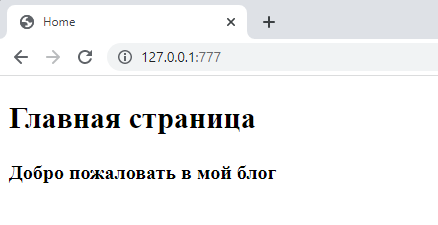 Home
127.0.0.1:777
Главная страница
Добро пожаловать в мой блог